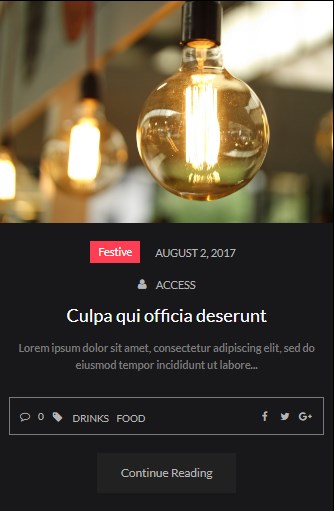 Festive AUGUST 2, 2017
ACCESS
Culpa qui officia deserunt
Lorem ipsum dolor sit amet, consectetur adipiscing elit, sed do
eiusmod tempor incididunt ut labore...
0 DRINKS FOOD
Continue Reading